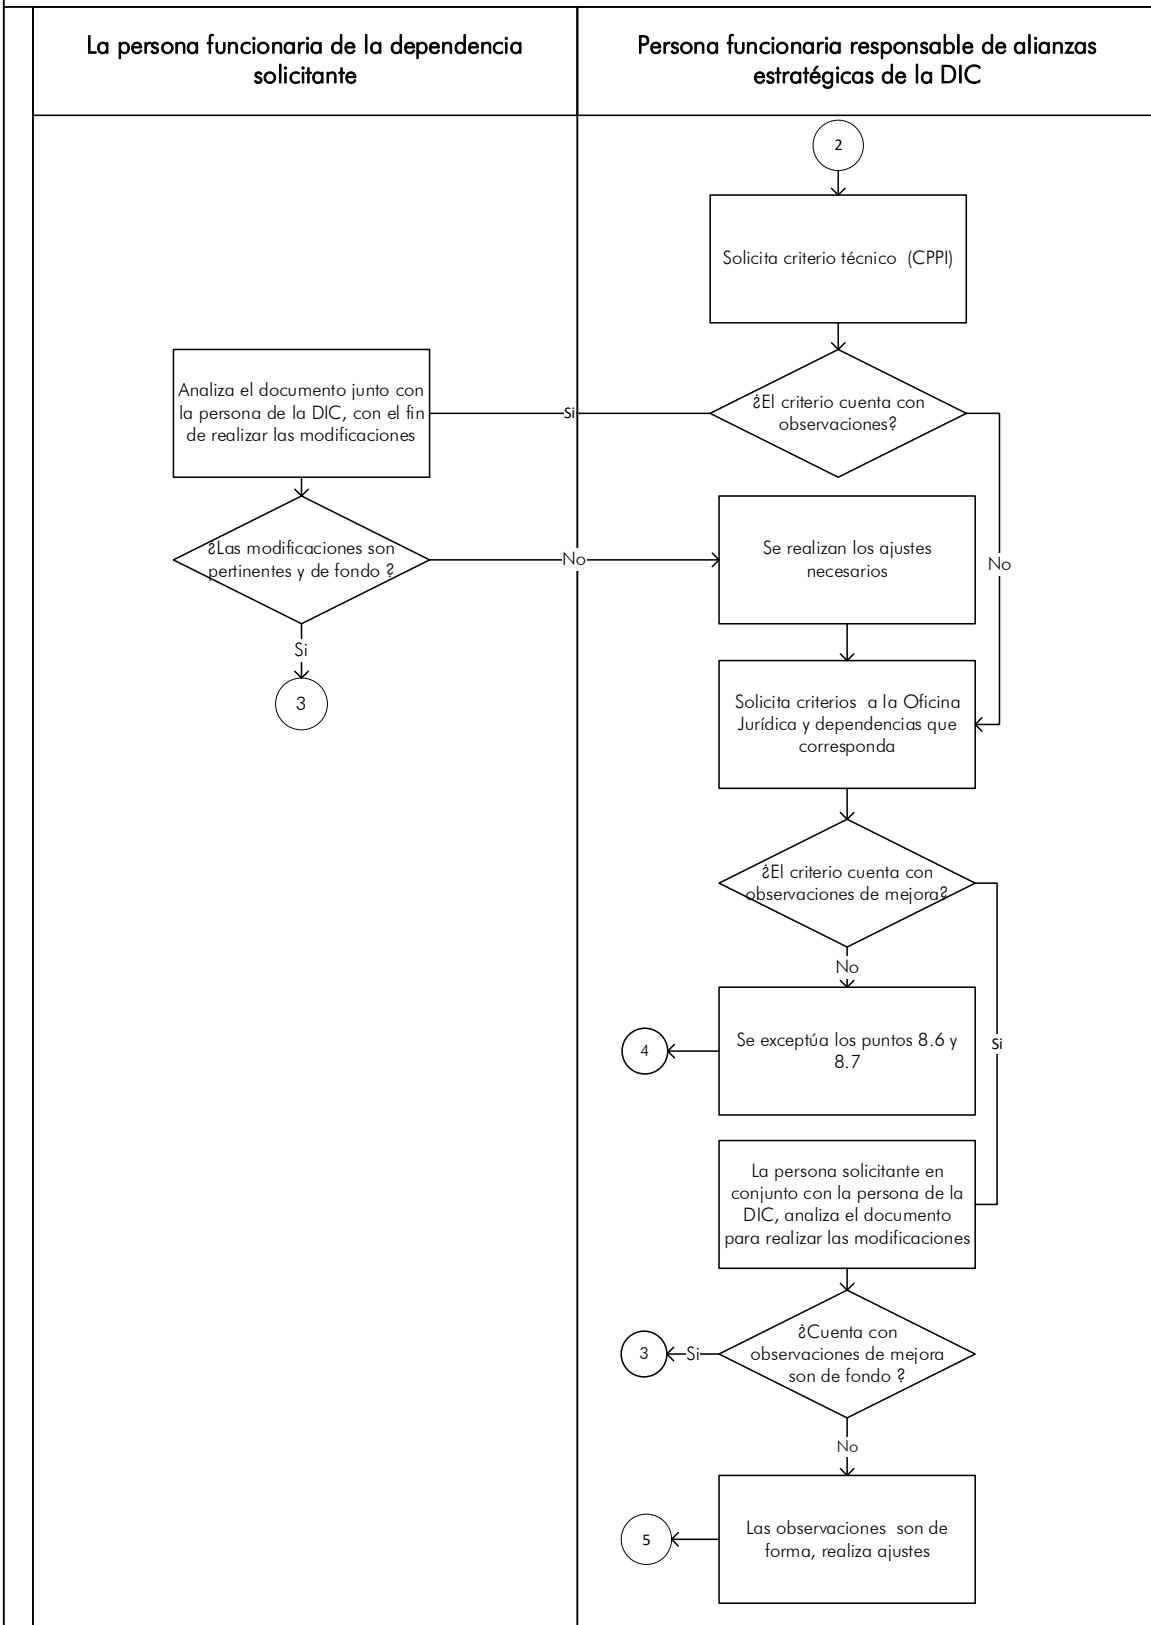 La persona funcionaria de la dependencia
solicitante
Persona funcionaria responsable de alianzas
estratégicas de la DIC
2
Solicita criterio técnico (CPPI)
¿El criterio cuenta con
observaciones?
Si
No
Analiza el documento junto con
la persona de la DIC, con el fin
de realizar las modificaciones
¿Las modificaciones son
pertinentes y de fondo ?
No
Si
3
Se realizan los ajustes
necesarios
Solicita criterios a la Oficina
Jurídica y dependencias que
corresponda
¿El criterio cuenta con
observaciones de mejora?
No
Si
Se exceptúa los puntos 8.6 y
8.7
4
La persona solicitante en
conjunto con la persona de la
DIC, analiza el documento
para realizar las modificaciones
¿Cuenta con
observaciones de mejora
son de fondo ?
Si
3
No
Las observaciones son de
forma, realiza ajustes
5